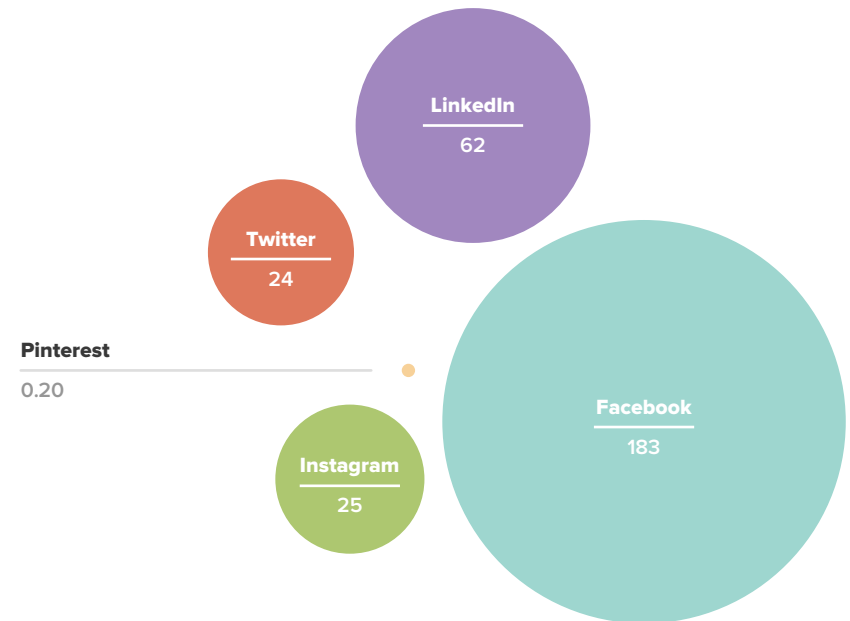 LinkedIn
62
Twitter
24
Pinterest
0.20
Facebook
183
Instagram
25